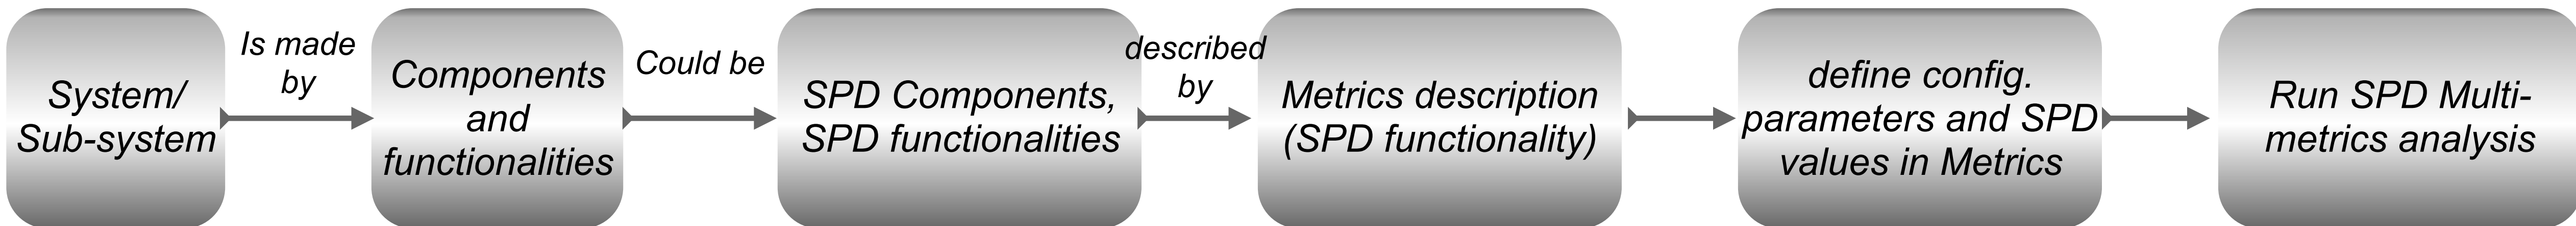 System/
Sub-system
Is made
by
Components
and
functionalities
Could be
SPD Components,
SPD functionalities
described
by
Metrics description
(SPD functionality)
define config.
parameters and SPD
values in Metrics
Run SPD Multi-
metrics analysis